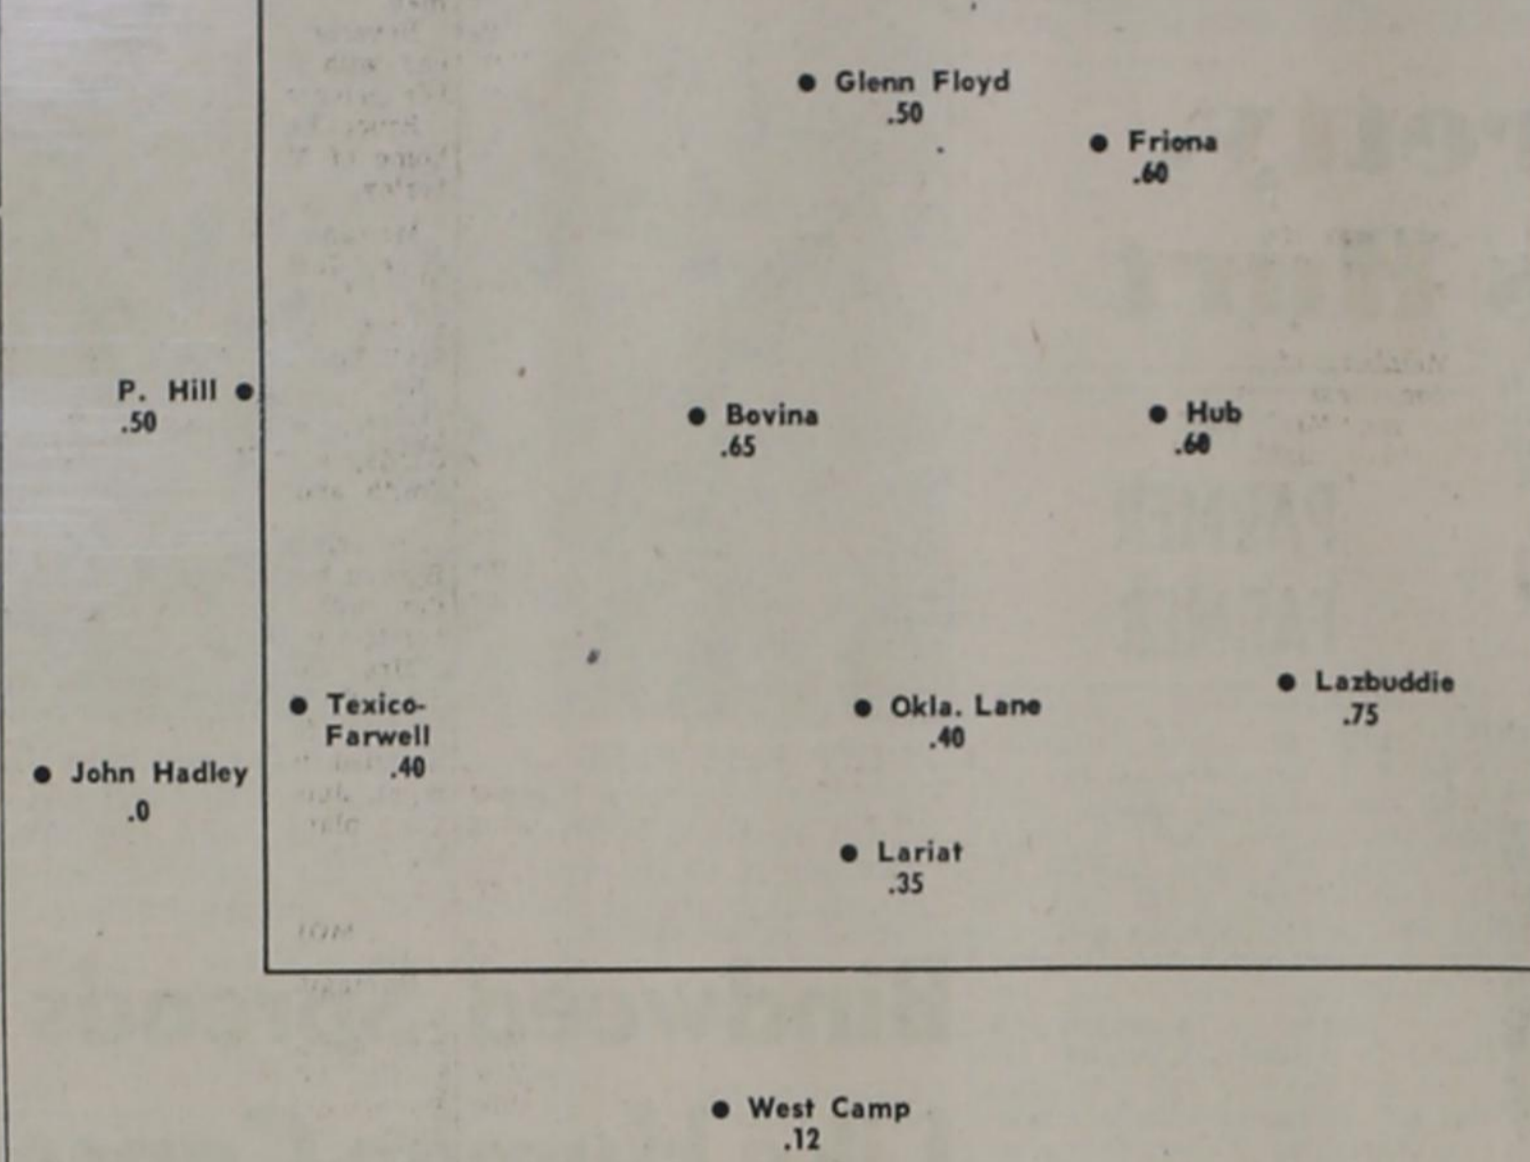 Glenn Floyd
.50
Friona
.60
P. Hill
.50
Bovina
.65
Hub
.60
Texico-
Farwell
.40
Okla. Lane
.40
Lazbuddie
.75
John Hadley
.0
Lariat
.35
West Camp
.12